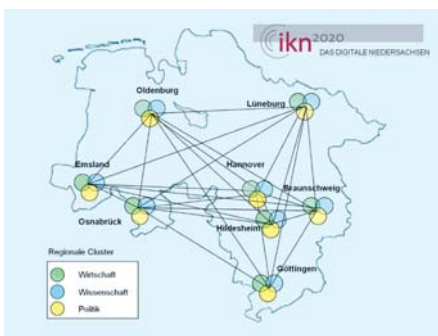 ikn2020
DAS DIGITALE NIEDERSACHSEN
Oldenburg
Lüneburg
Emsland
Hannover
Braunschweig
Osnabrück
Hildesheim
Göttingen
Regionale Cluster
Wirtschaft
Wissenschaft
Politik